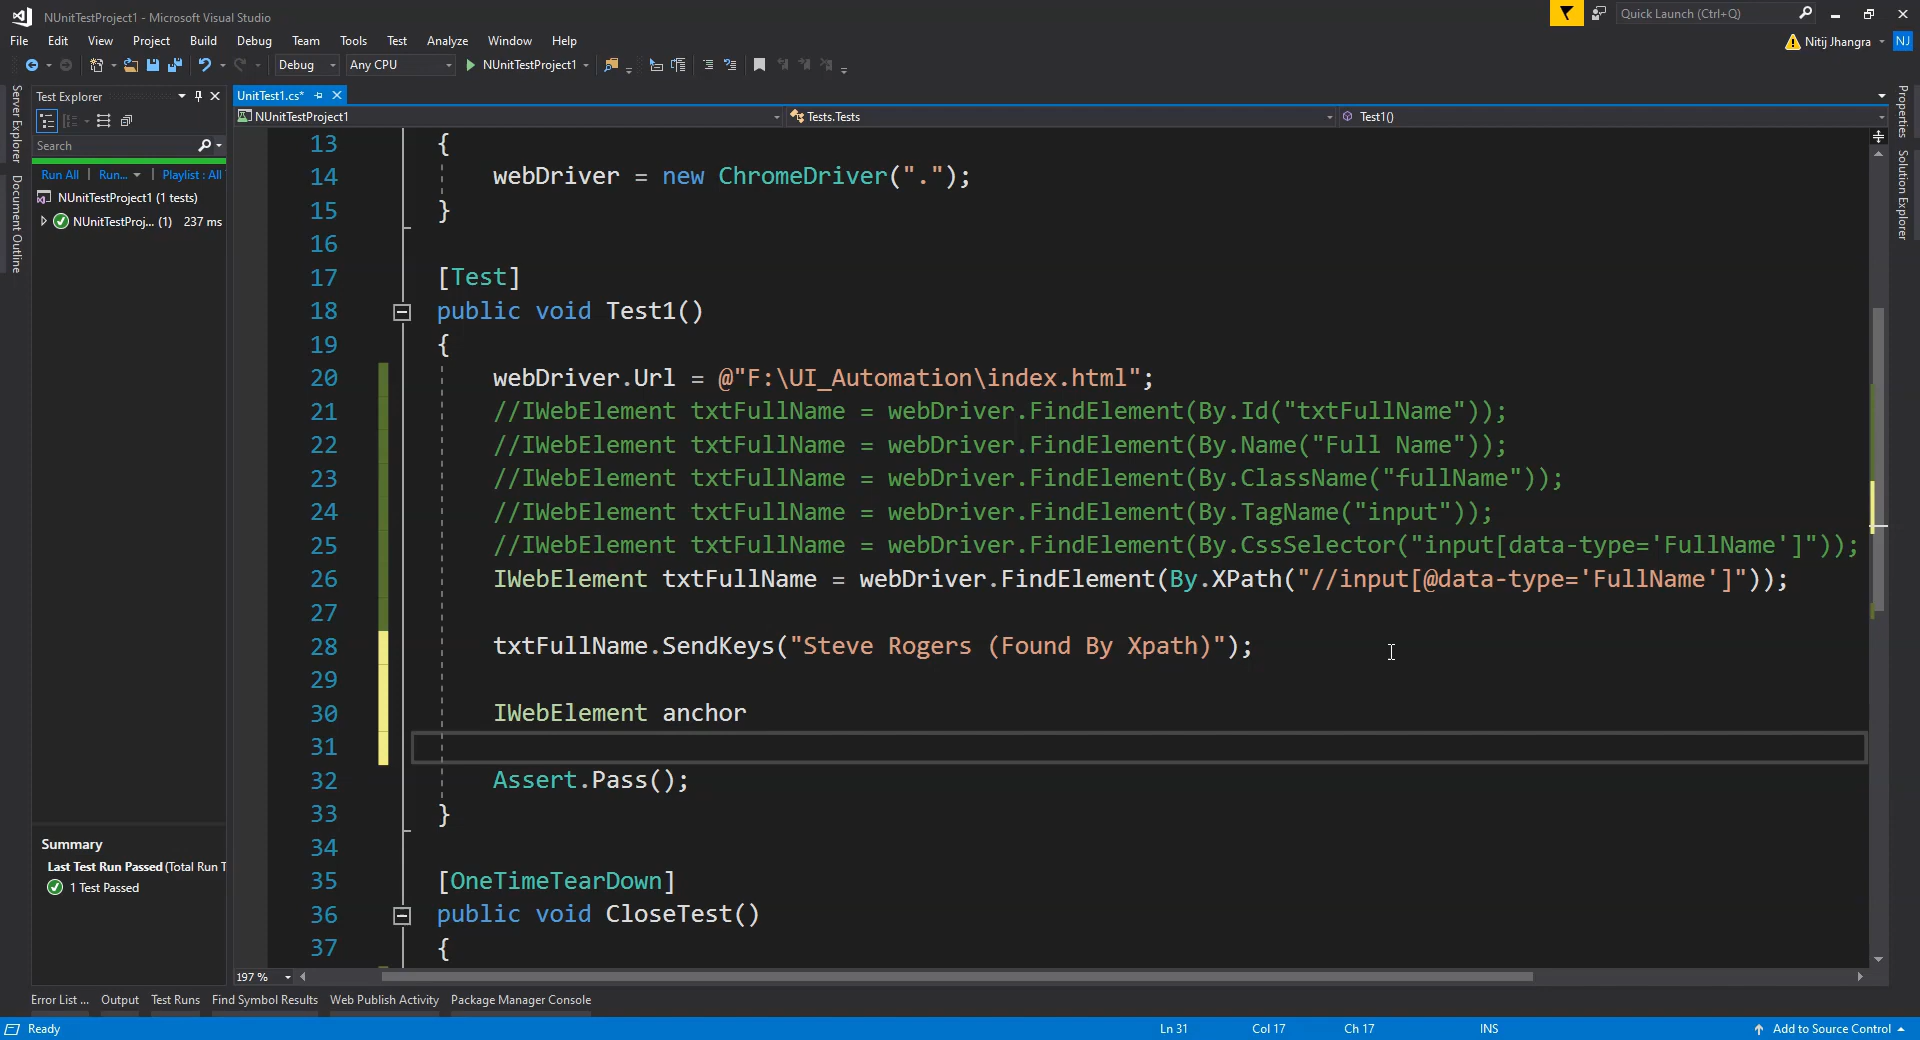 NUnitTestProject1 - Microsoft Visual Studio
Quick Launch (Ctrl+Q)
File Edit View Project Build Debug Team Tools Test Analyze Window Help
Nitij Jhangra NJ
Debug Any CPU NUnitTestProject1
Server Explorer
Document Outline
Test Explorer
Search
Run All | Run... | Playlist : All
NUnitTestProject1 (1 tests)
NUnitTestProj... (1) 237 ms
Summary
Last Test Run Passed (Total Run T
1 Test Passed
UnitTest1.cs*
NUnitTestProject1 Tests.Tests Test1()
13 {
14 webDriver = new ChromeDriver(".");
15 }
16
17 [Test]
18 public void Test1()
19 {
20 webDriver.Url = @"F:\UI_Automation\index.html";
21 //IWebElement txtFullName = webDriver.FindElement(By.Id("txtFullName"));
22 //IWebElement txtFullName = webDriver.FindElement(By.Name("Full Name"));
23 //IWebElement txtFullName = webDriver.FindElement(By.ClassName("fullName"));
24 //IWebElement txtFullName = webDriver.FindElement(By.TagName("input"));
25 //IWebElement txtFullName = webDriver.FindElement(By.CssSelector("input[data-type='FullName']"));
26 IWebElement txtFullName = webDriver.FindElement(By.XPath("//input[@data-type='FullName']"));
27
28 txtFullName.SendKeys("Steve Rogers (Found By Xpath)");
29
30 IWebElement anchor
31
32 Assert.Pass();
33 }
34
35 [OneTimeTearDown]
36 public void CloseTest()
37 {
197 %
Properties
Solution Explorer
Error List ... Output Test Runs Find Symbol Results Web Publish Activity Package Manager Console
Ready Ln 31 Col 17 Ch 17 INS Add to Source Control